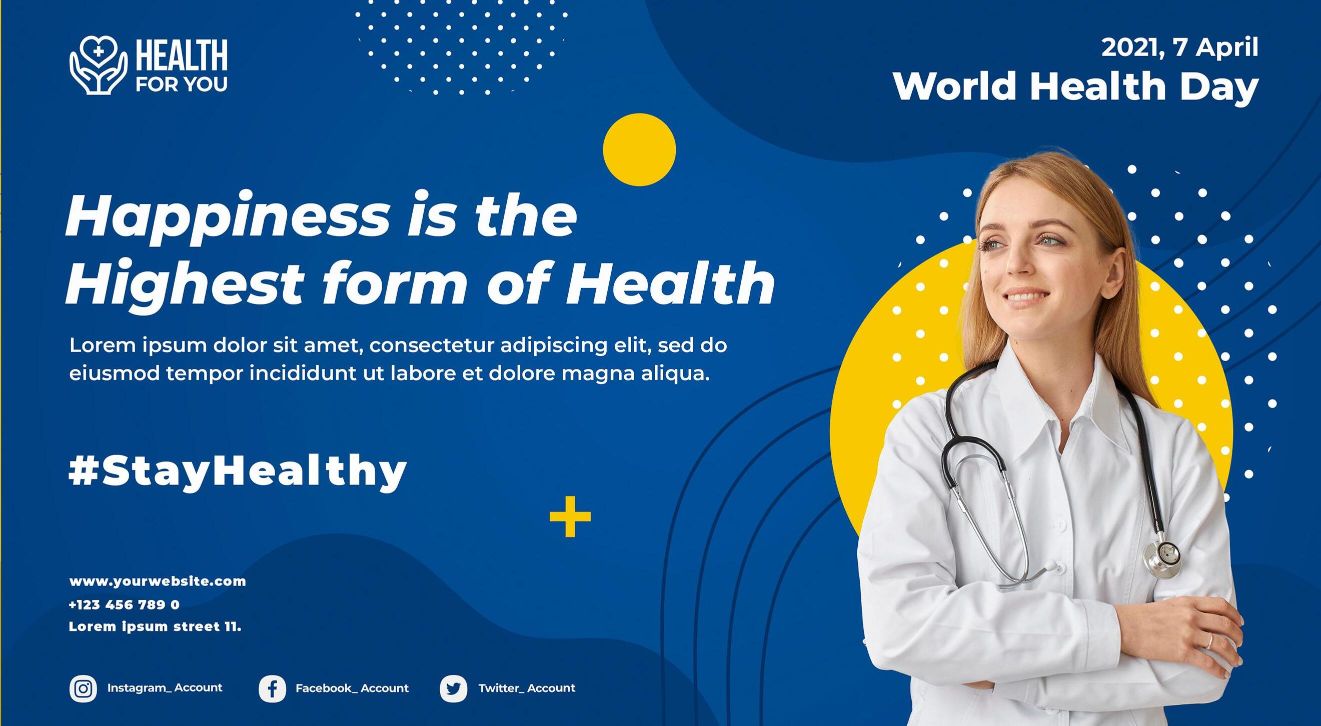 HEALTH
FOR YOU
2021, 7 April
World Health Day
Happiness is the
Highest form of Health
Lorem ipsum dolor sit amet, consectetur adipiscing elit, sed do
eiusmod tempor incididunt ut labore et dolore magna aliqua.
#StayHealthy
www.yourwebsite.com
+123 456 789 0
Lorem ipsum street 11.
Instagram_ Account
Facebook_ Account
Twitter_ Account